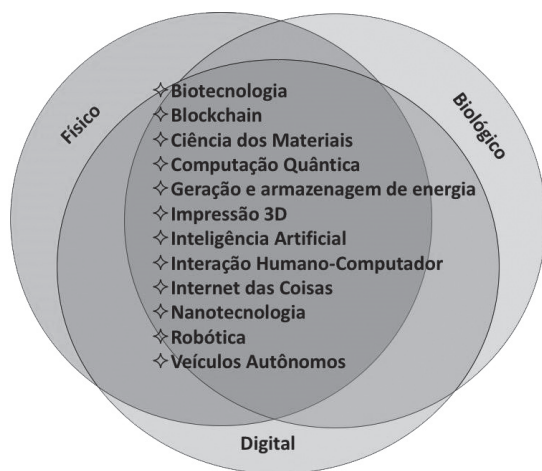 Físico
Biológico
✧Biotecnologia
✧Blockchain
✧Ciência dos Materiais
✧Computação Quântica
✧Geração e armazenagem de energia
✧Impressão 3D
✧Inteligência Artificial
✧Interação Humano-Computador
✧Internet das Coisas
✧Nanotecnologia
✧Robótica
✧Veículos Autônomos
Digital